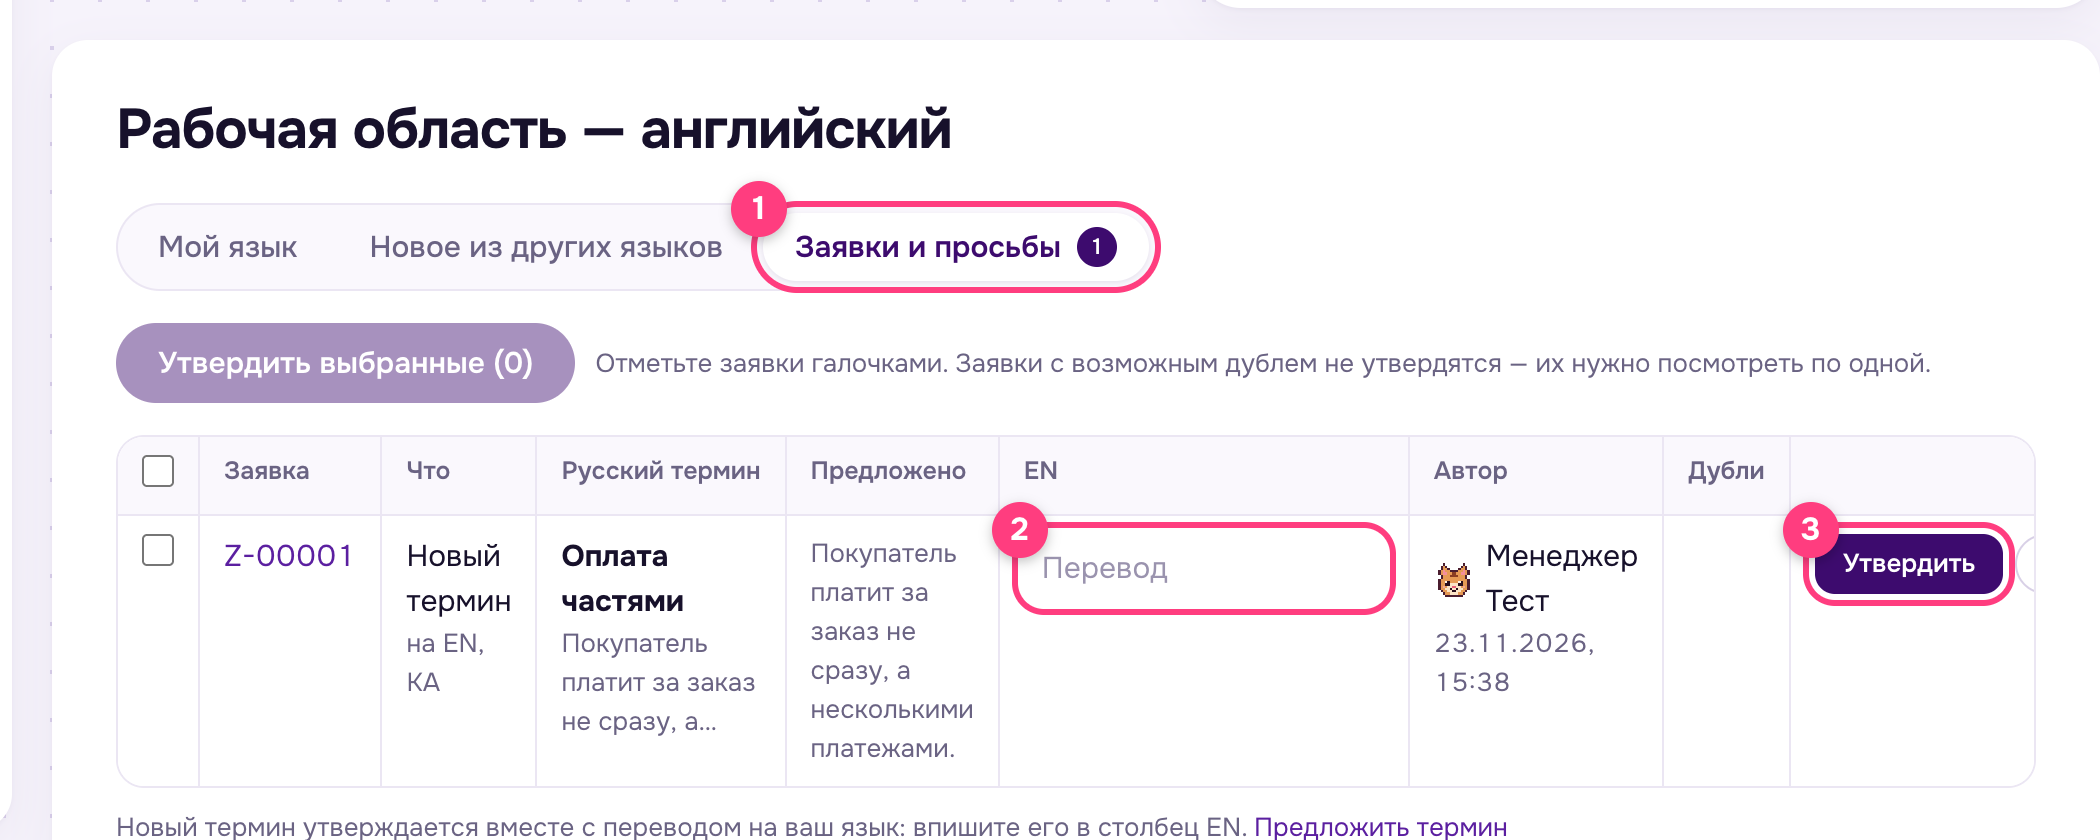 Рабочая область — английский
1
Мой язык Новое из других языков Заявки и просьбы 1
Утвердить выбранные (0) Отметьте заявки галочками. Заявки с возможным дублем не утвердятся — их нужно посмотреть по одной.
Заявка Что Русский термин Предложено EN Автор Дубли
2 3
Z-00001
Новый
термин
на EN,
KA
Оплата
частями
Покупатель
платит за заказ
не сразу, а...
Покупатель
платит за
заказ не
сразу, а
несколькими
платежами.
Перевод
Менеджер
Тест
23.11.2026,
15:38
Утвердить
Новый термин утверждается вместе с переводом на ваш язык: впишите его в столбец EN. Предложить термин